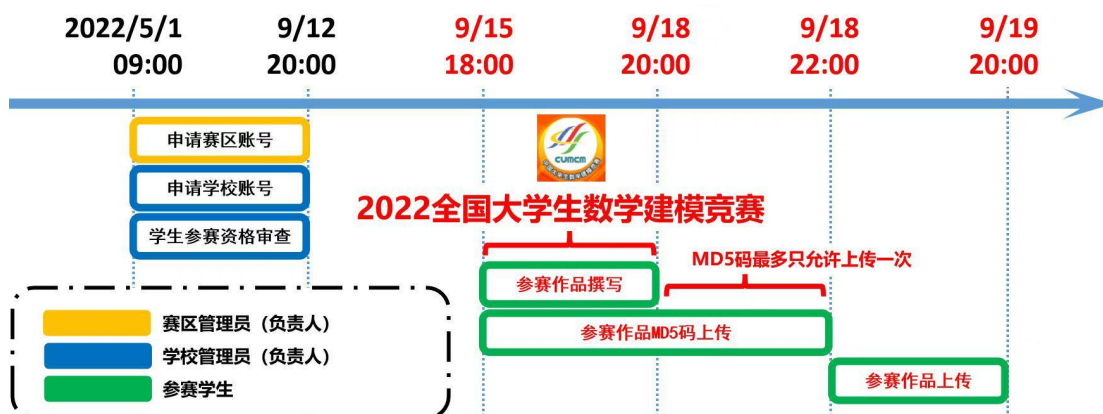 2022/5/1 9/12 9/15 9/18 9/18 9/19
09:00 20:00 18:00 20:00 22:00 20:00
申请赛区账号
CUMCM
申请学校账号
2022全国大学生数学建模竞赛
学生参赛资格审查
MD5码最多只允许上传一次
参赛作品撰写
参赛作品MD5码上传
参赛作品上传
赛区管理员（负责人）
学校管理员（负责人）
参赛学生